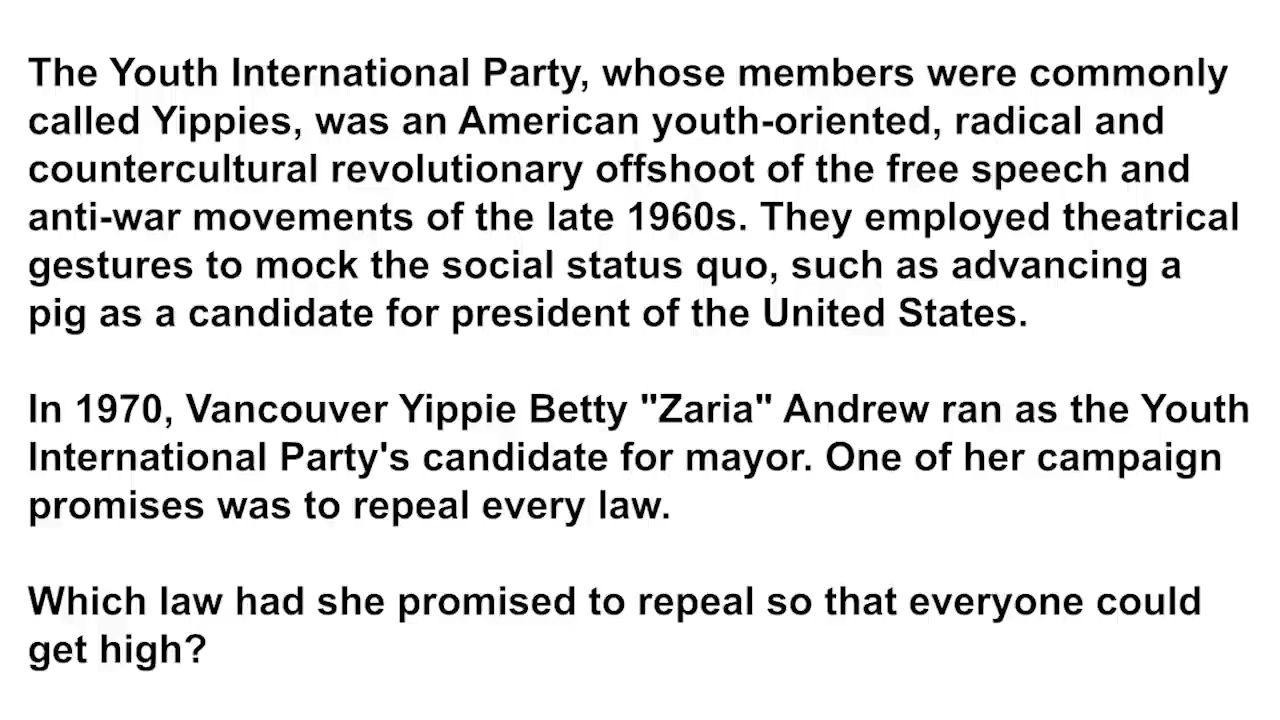 The Youth International Party, whose members were commonly
called Yippies, was an American youth-oriented, radical and
countercultural revolutionary offshoot of the free speech and
anti-war movements of the late 1960s. They employed theatrical
gestures to mock the social status quo, such as advancing a
pig as a candidate for president of the United States.
In 1970, Vancouver Yippie Betty "Zaria" Andrew ran as the Youth
International Party's candidate for mayor. One of her campaign
promises was to repeal every law.
Which law had she promised to repeal so that everyone could
get high?